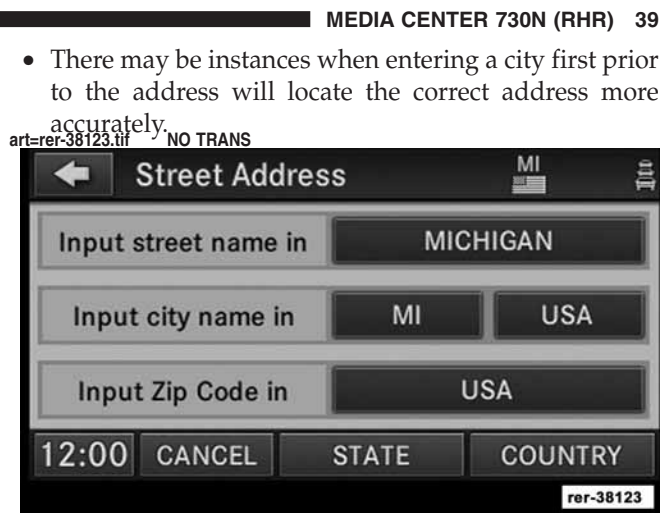 MEDIA CENTER 730N (RHR) 39
• There may be instances when entering a city first prior
to the address will locate the correct address more
accurately.
art=rer-38123.tif NO TRANS
Street Address MI
Input street name in MICHIGAN
Input city name in MI USA
Input Zip Code in USA
12:00 CANCEL STATE COUNTRY
rer-38123